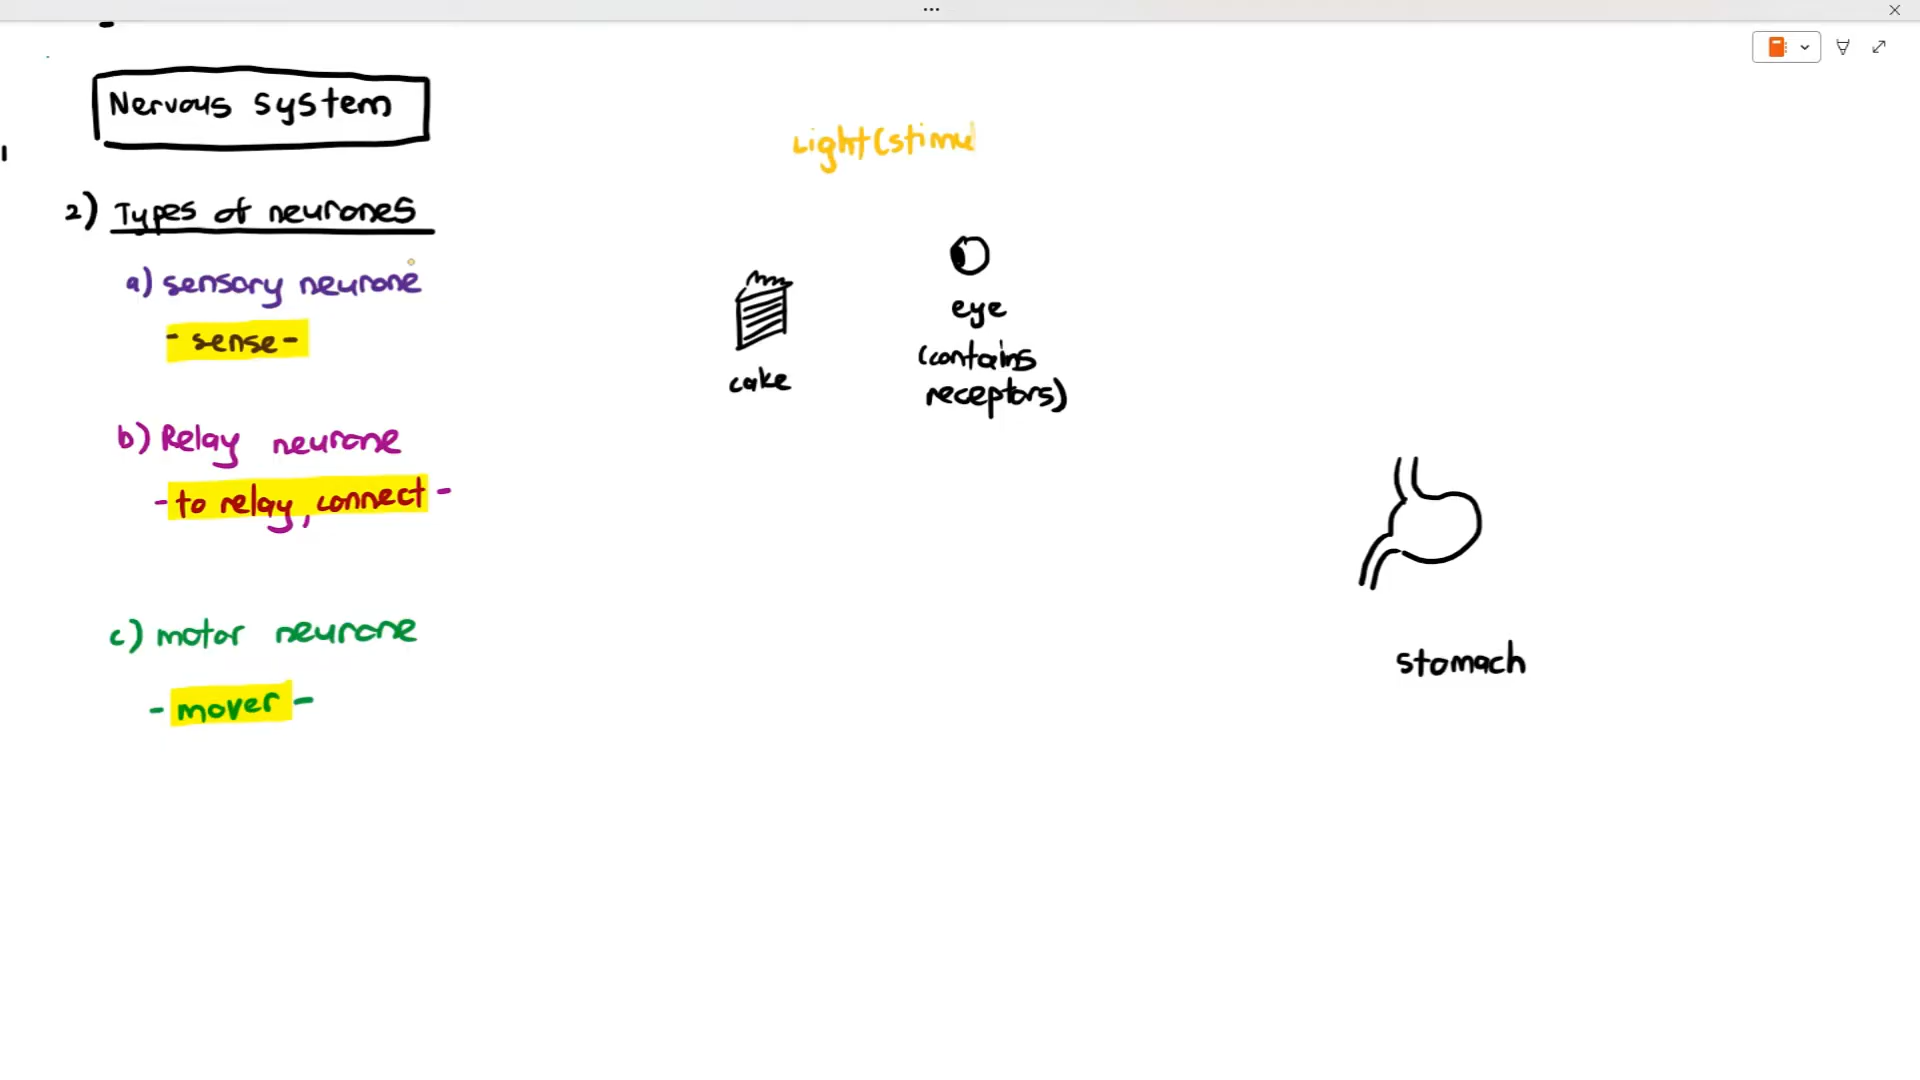 Nervous system
2) Types of neurones
a) sensory neurone
- sense -
b) Relay neurone
- to relay, connect -
c) motor neurone
- mover -
Light (stimu
eye
(contains
receptors)
cake
stomach